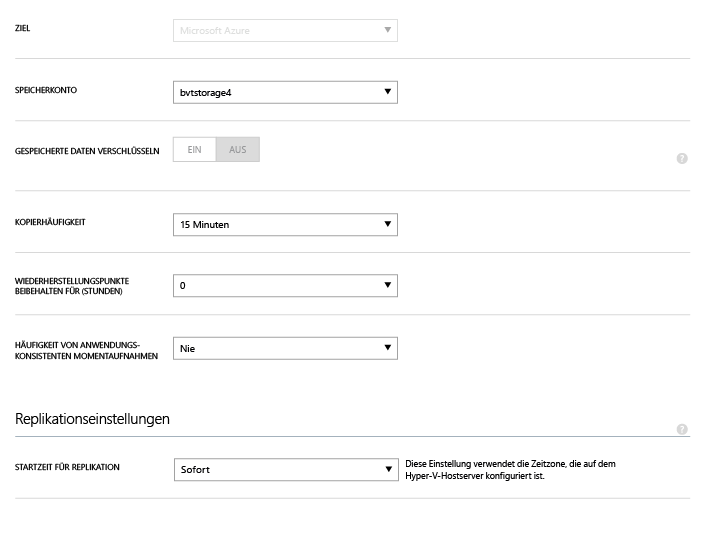 ZIEL
Microsoft Azure
SPEICHERKONTO
bvtstorage4
GESPEICHERTE DATEN VERSCHLÜSSELN
EIN
AUS
?
KOPIERHÄUFIGKEIT
15 Minuten
WIEDERHERSTELLUNGSPUNKTE
BEIBEHALTEN FÜR (STUNDEN)
0
HÄUFIGKEIT VON ANWENDUNGS-
KONSISTENTEN MOMENTAUFNAHMEN
Nie
Replikationseinstellungen
?
STARTZEIT FÜR REPLIKATION
Sofort
Diese Einstellung verwendet die Zeitzone, die auf dem
Hyper-V-Hostserver konfiguriert ist.